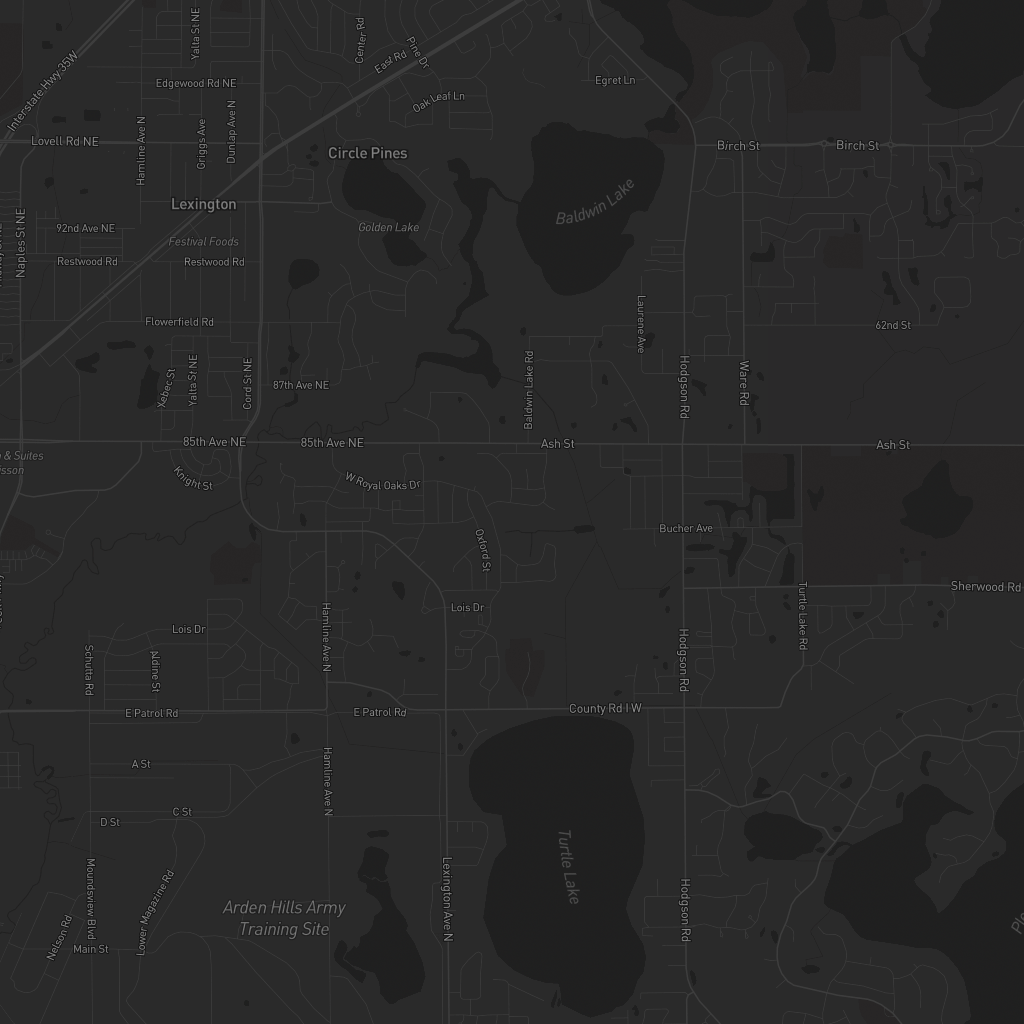 Yalta St NE
Center Rd
East Rd
Pine Dr
Interstate Hwy 35W
Edgewood Rd NE
Egret Ln
Oak Leaf Ln
Lovell Rd NE
Hamline Ave N
Griggs Ave
Dunlap Ave N
Circle Pines
Birch St
Birch St
Lexington
Baldwin Lake
92nd Ave NE
Naples St NE
Festival Foods
Golden Lake
Restwood Rd
Restwood Rd
Flowerfield Rd
Laurene Ave
62nd St
Xebec St
Yalta St NE
Cord St NE
87th Ave NE
Baldwin Lake Rd
Hodgson Rd
Ware Rd
85th Ave NE
85th Ave NE
Ash St
Ash St
& Suites
Knight St
W Royal Oaks Dr
Bucher Ave
Oxford St
Sherwood Rd
Lois Dr
Turtle Lake Rd
Lois Dr
Hamline Ave N
Schutta Rd
Aldine St
Hodgson Rd
E Patrol Rd
E Patrol Rd
County Rd I W
A St
Hamline Ave N
C St
D St
Turtle Lake
Moundsview Blvd
Lower Magazine Rd
Lexington Ave N
Hodgson Rd
Arden Hills Army
Training Site
Nelson Rd
Main St